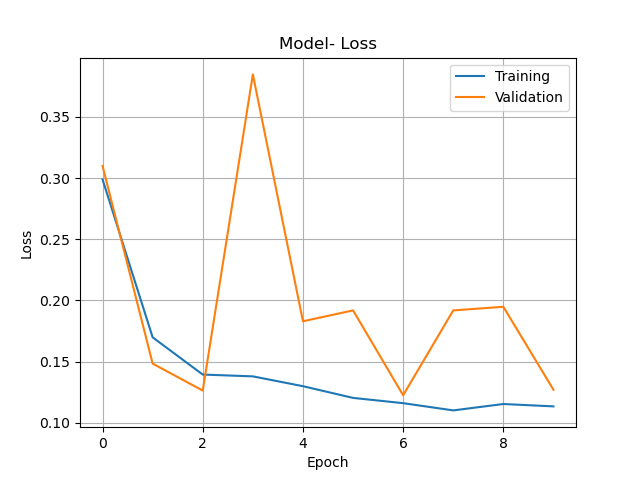 Model- Loss
Training
Validation
0.35
0.30
0.25
0.20
0.15
0.10
Loss
0 2 4 6 8
Epoch